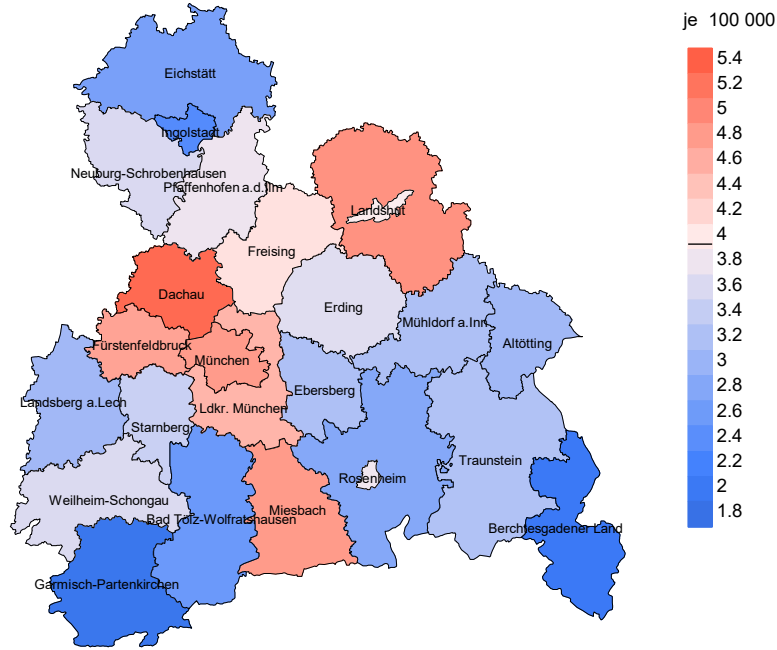 je 100 000
5.4
5.2
5
4.8
4.6
4.4
4.2
4
3.8
3.6
3.4
3.2
3
2.8
2.6
2.4
2.2
2
1.8
Eichstätt
Ingolstadt
Neuburg-Schrobenhausen
Pfaffenhofen a.d.Ilm
Landshut
Freising
Dachau
Erding
Mühldorf a.Inn
Altötting
Fürstenfeldbruck
München
Ebersberg
Landsberg a.Lech
Ldkr. München
Starnberg
Traunstein
Rosenheim
Weilheim-Schongau
Miesbach
Bad Tölz-Wolfratshausen
Berchtesgadener Land
Garmisch-Partenkirchen